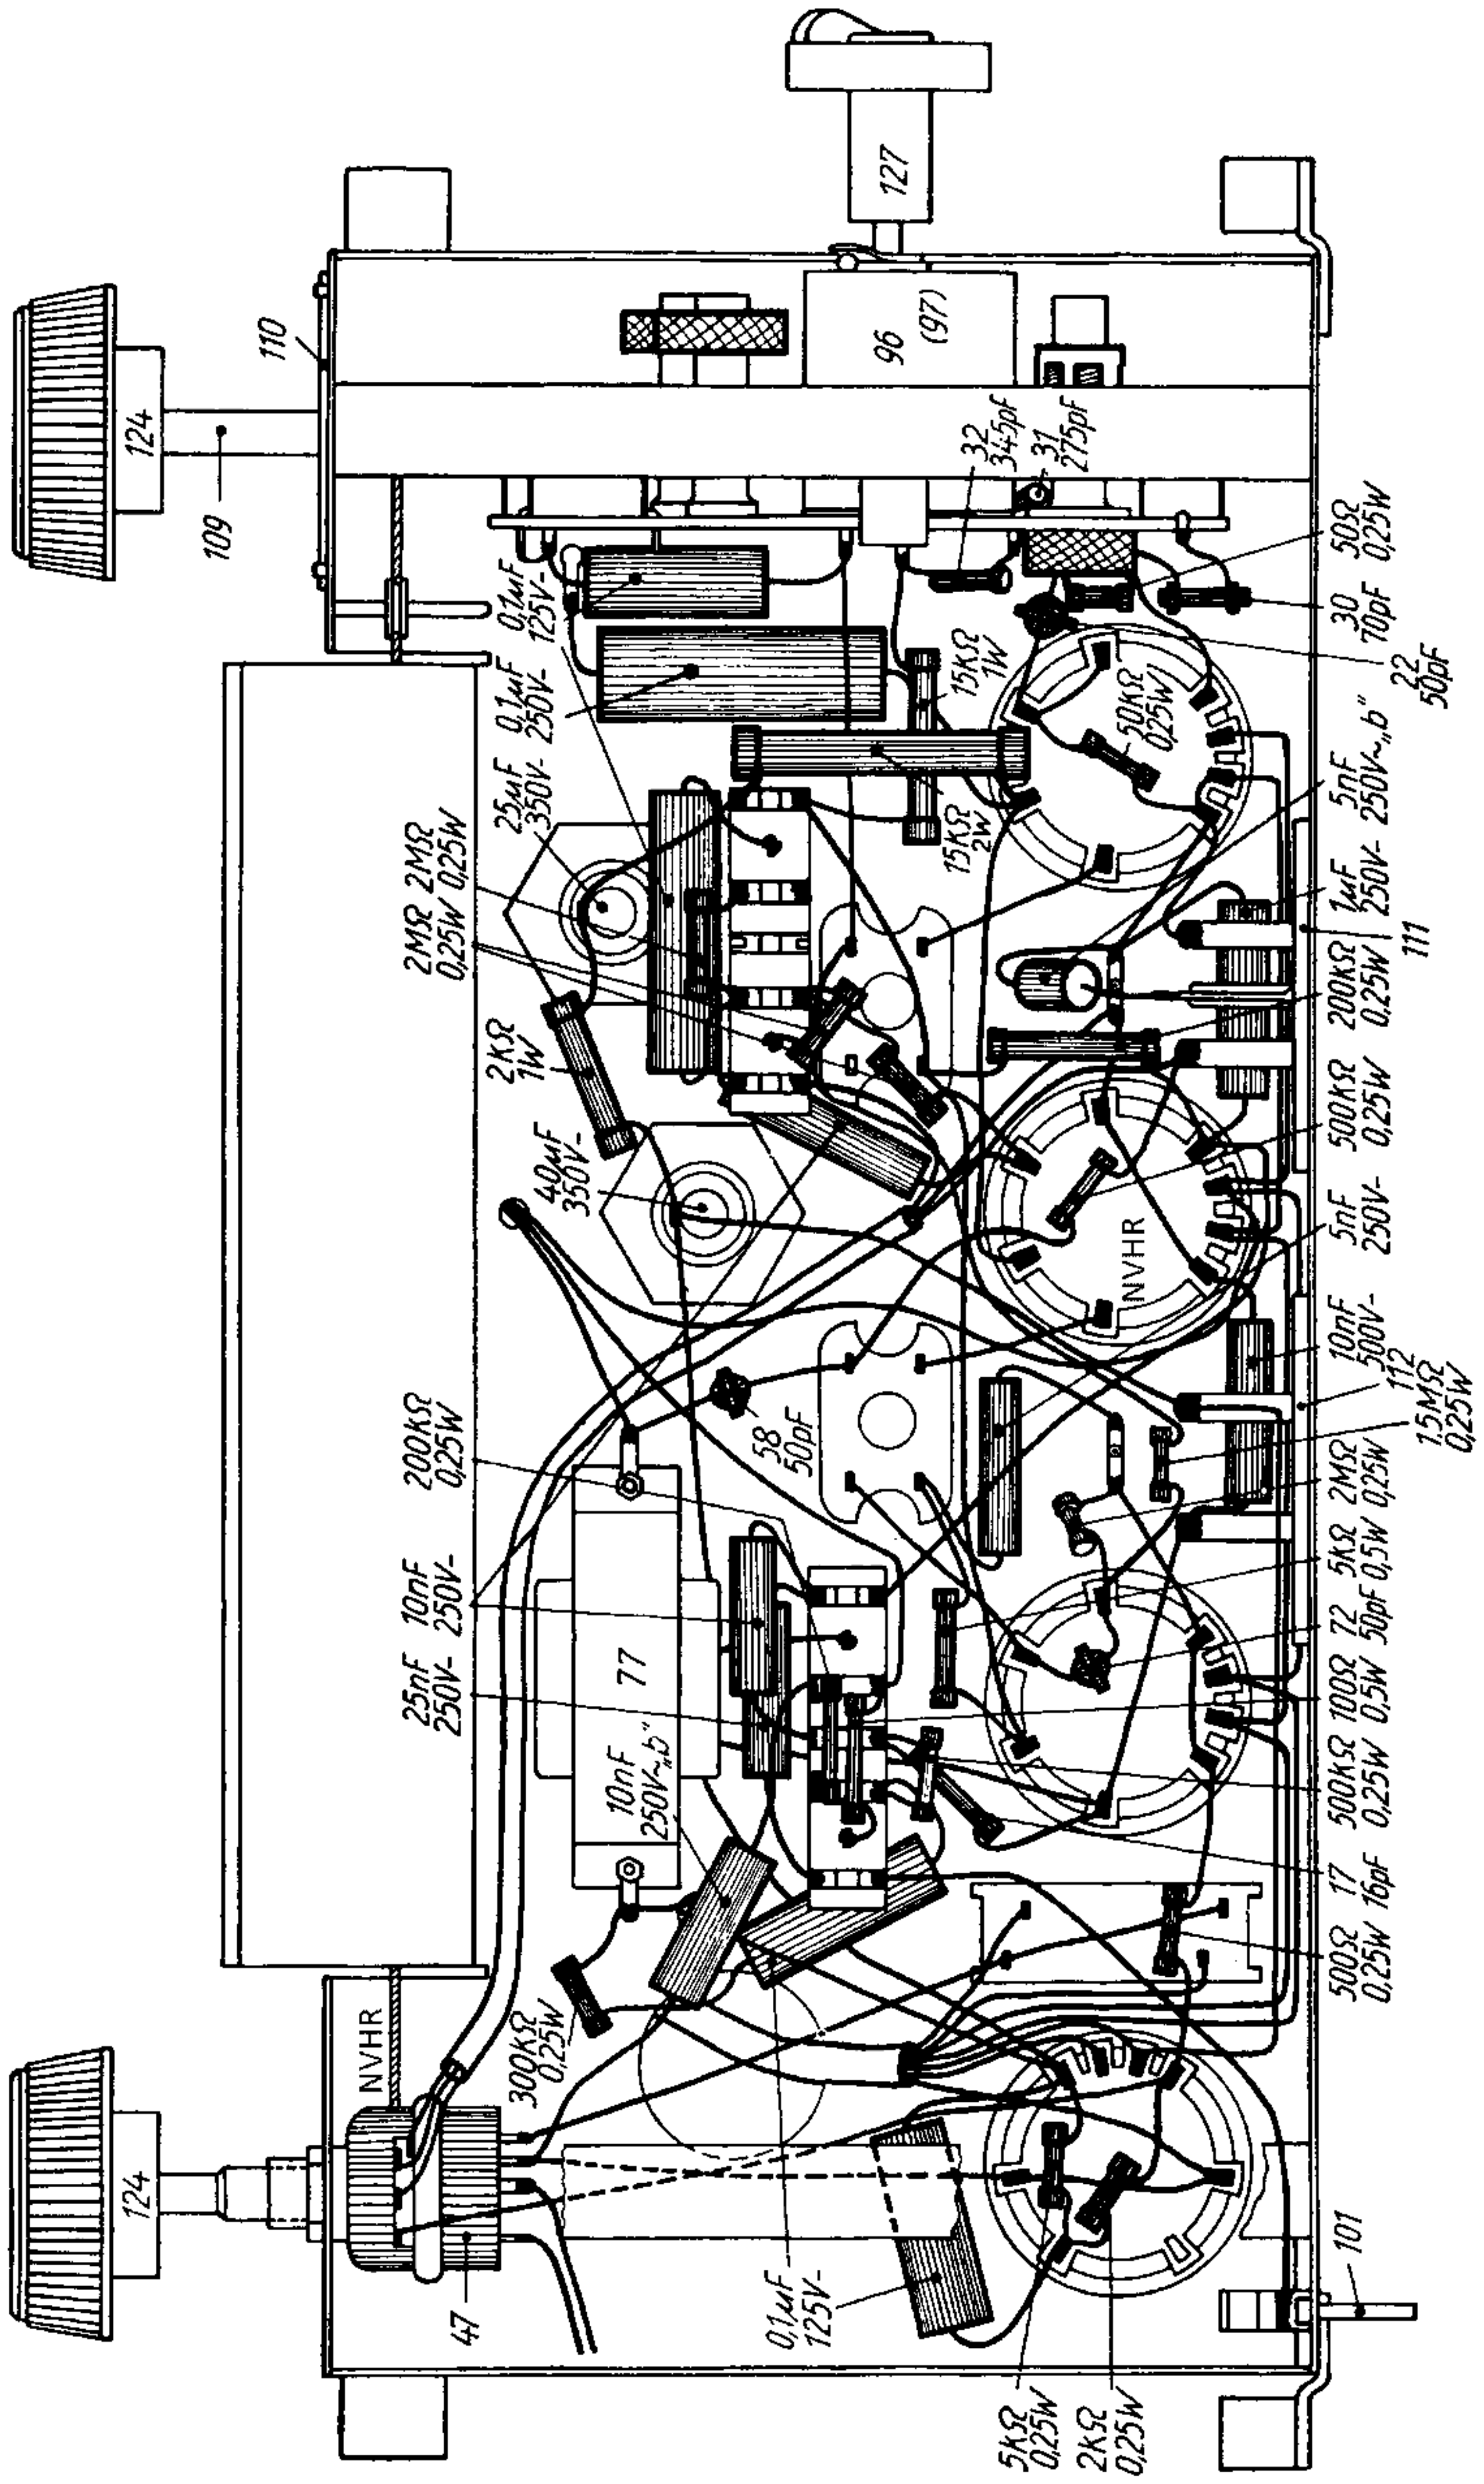 124
109
110
127
96
(97)
32
345pF
31
275pF
0,1µF
125V-
0,1µF
250V-
25µF
350V-
2MΩ 2MΩ
0,25W 0,25W
2KΩ
1W
40µF
350V-
15KΩ
1W
15KΩ
2W
50KΩ
0,25W
50Ω
0,25W
30
70pF
22
50pF
5nF
250V~„b"
1µF
250V-
111
200KΩ
0,25W
500KΩ
0,25W
5nF
250V-
10nF
500V-
112
1,5MΩ
0,25W
2MΩ
0,25W
5KΩ
0,5W
72
50pF
100Ω
0,5W
500KΩ
0,25W
17
16pF
500Ω
0,25W
NVHR
200KΩ
0,25W
58
50pF
10nF
250V-
25nF
250V-
77
10nF
250V~„b"
300KΩ
0,25W
NVHR
124
47
0,1µF
125V-
5KΩ
0,25W
2KΩ
0,25W
101